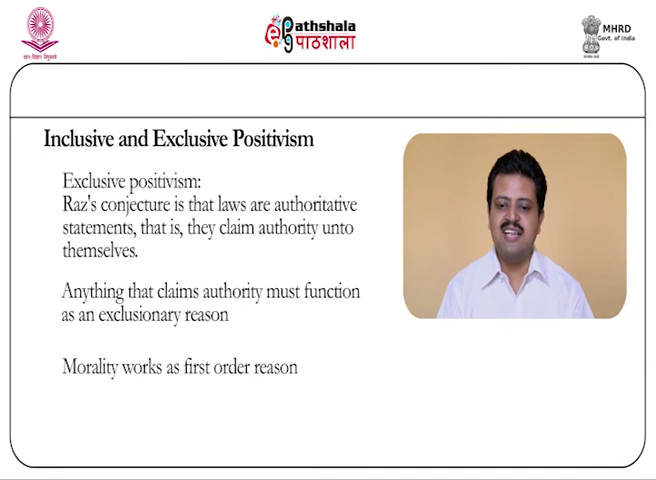 ePathshala
पाठशाला
MHRD
Govt. of India
Inclusive and Exclusive Positivism
Exclusive positivism:
Raz's conjecture is that laws are authoritative
statements, that is, they claim authority unto
themselves.
Anything that claims authority must function
as an exclusionary reason
Morality works as first order reason